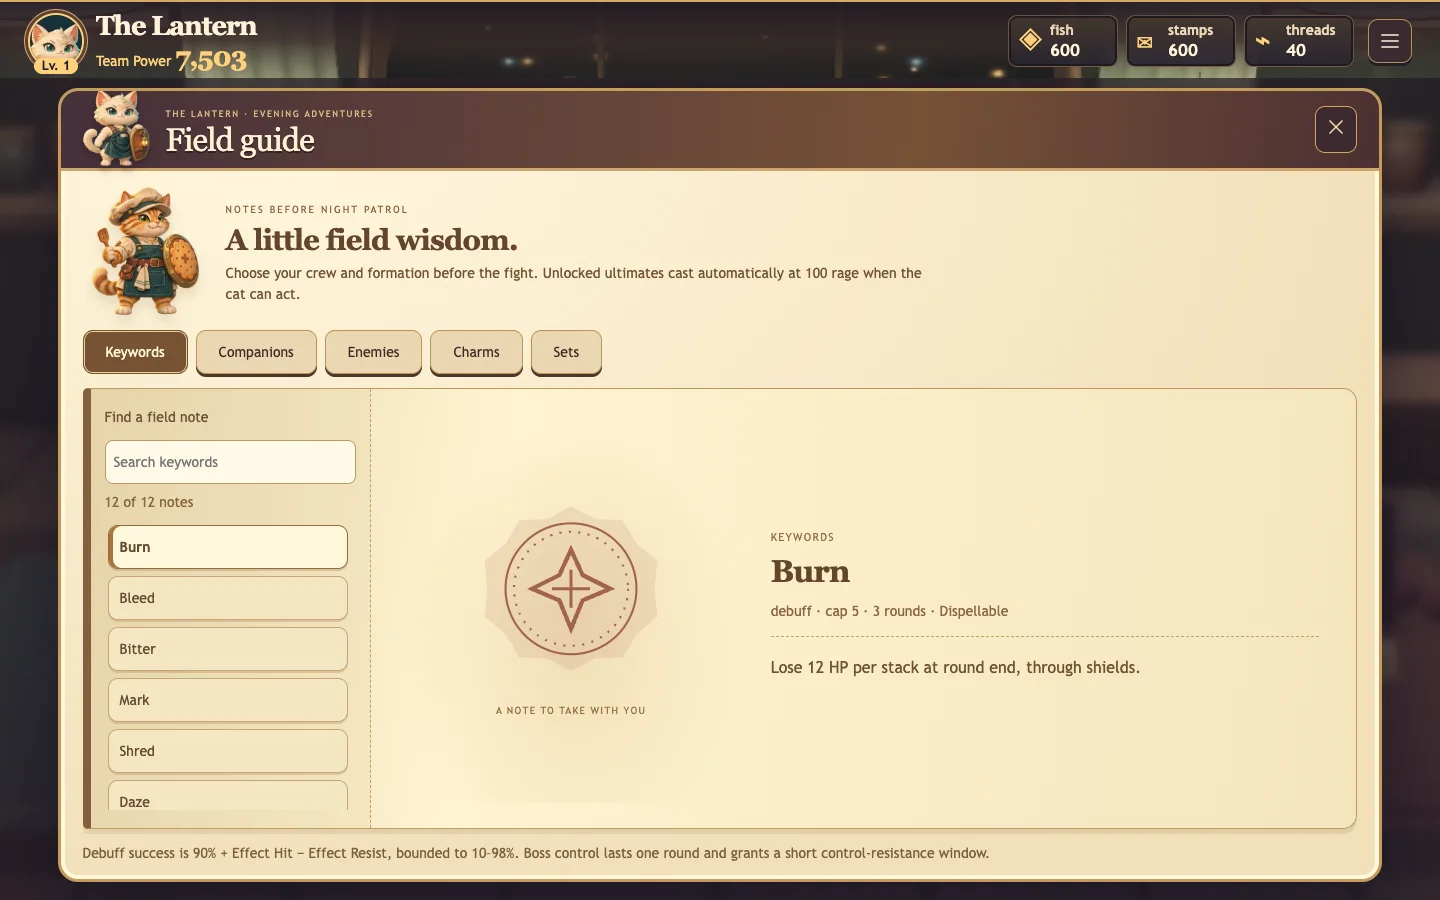 The Lantern
Team Power 7,503
Lv. 1
fish
600
stamps
600
threads
40
THE LANTERN · EVENING ADVENTURES
Field guide
NOTES BEFORE NIGHT PATROL
A little field wisdom.
Choose your crew and formation before the fight. Unlocked ultimates cast automatically at 100 rage when the
cat can act.
Keywords
Companions
Enemies
Charms
Sets
Find a field note
Search keywords
12 of 12 notes
Burn
Bleed
Bitter
Mark
Shred
Daze
A NOTE TO TAKE WITH YOU
KEYWORDS
Burn
debuff · cap 5 · 3 rounds · Dispellable
Lose 12 HP per stack at round end, through shields.
Debuff success is 90% + Effect Hit − Effect Resist, bounded to 10–98%. Boss control lasts one round and grants a short control-resistance window.